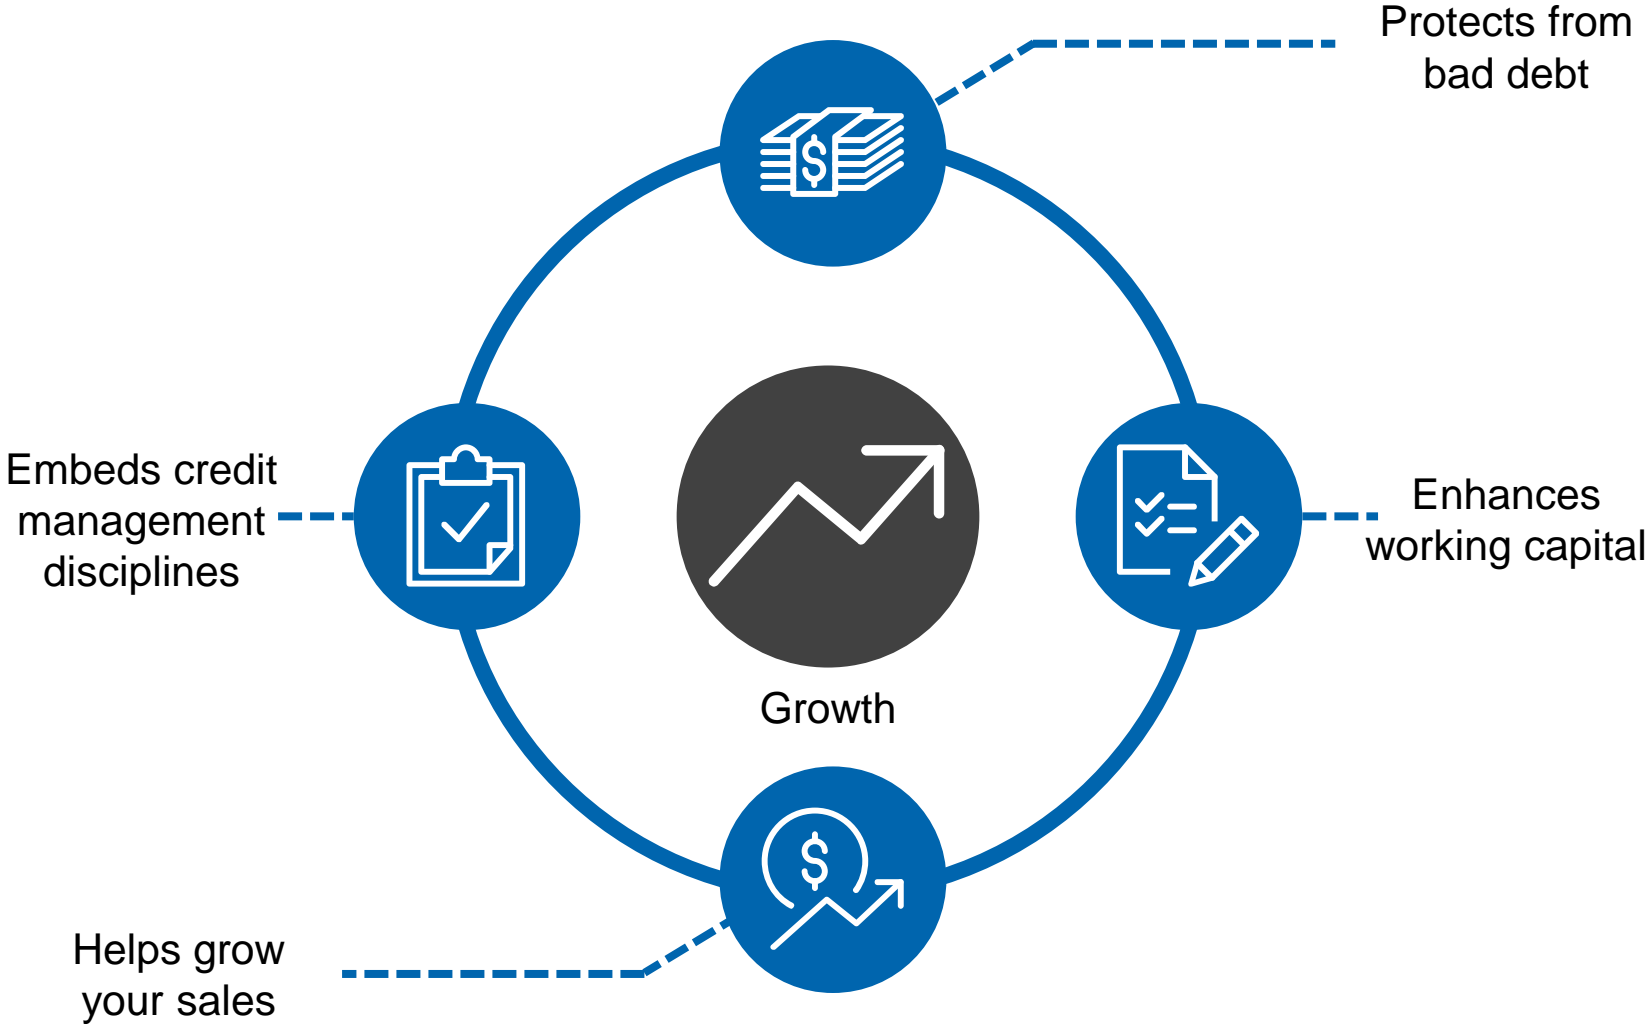 Protects from
bad debt
Embeds credit
management
disciplines
Enhances
working capital
Growth
Helps grow
your sales